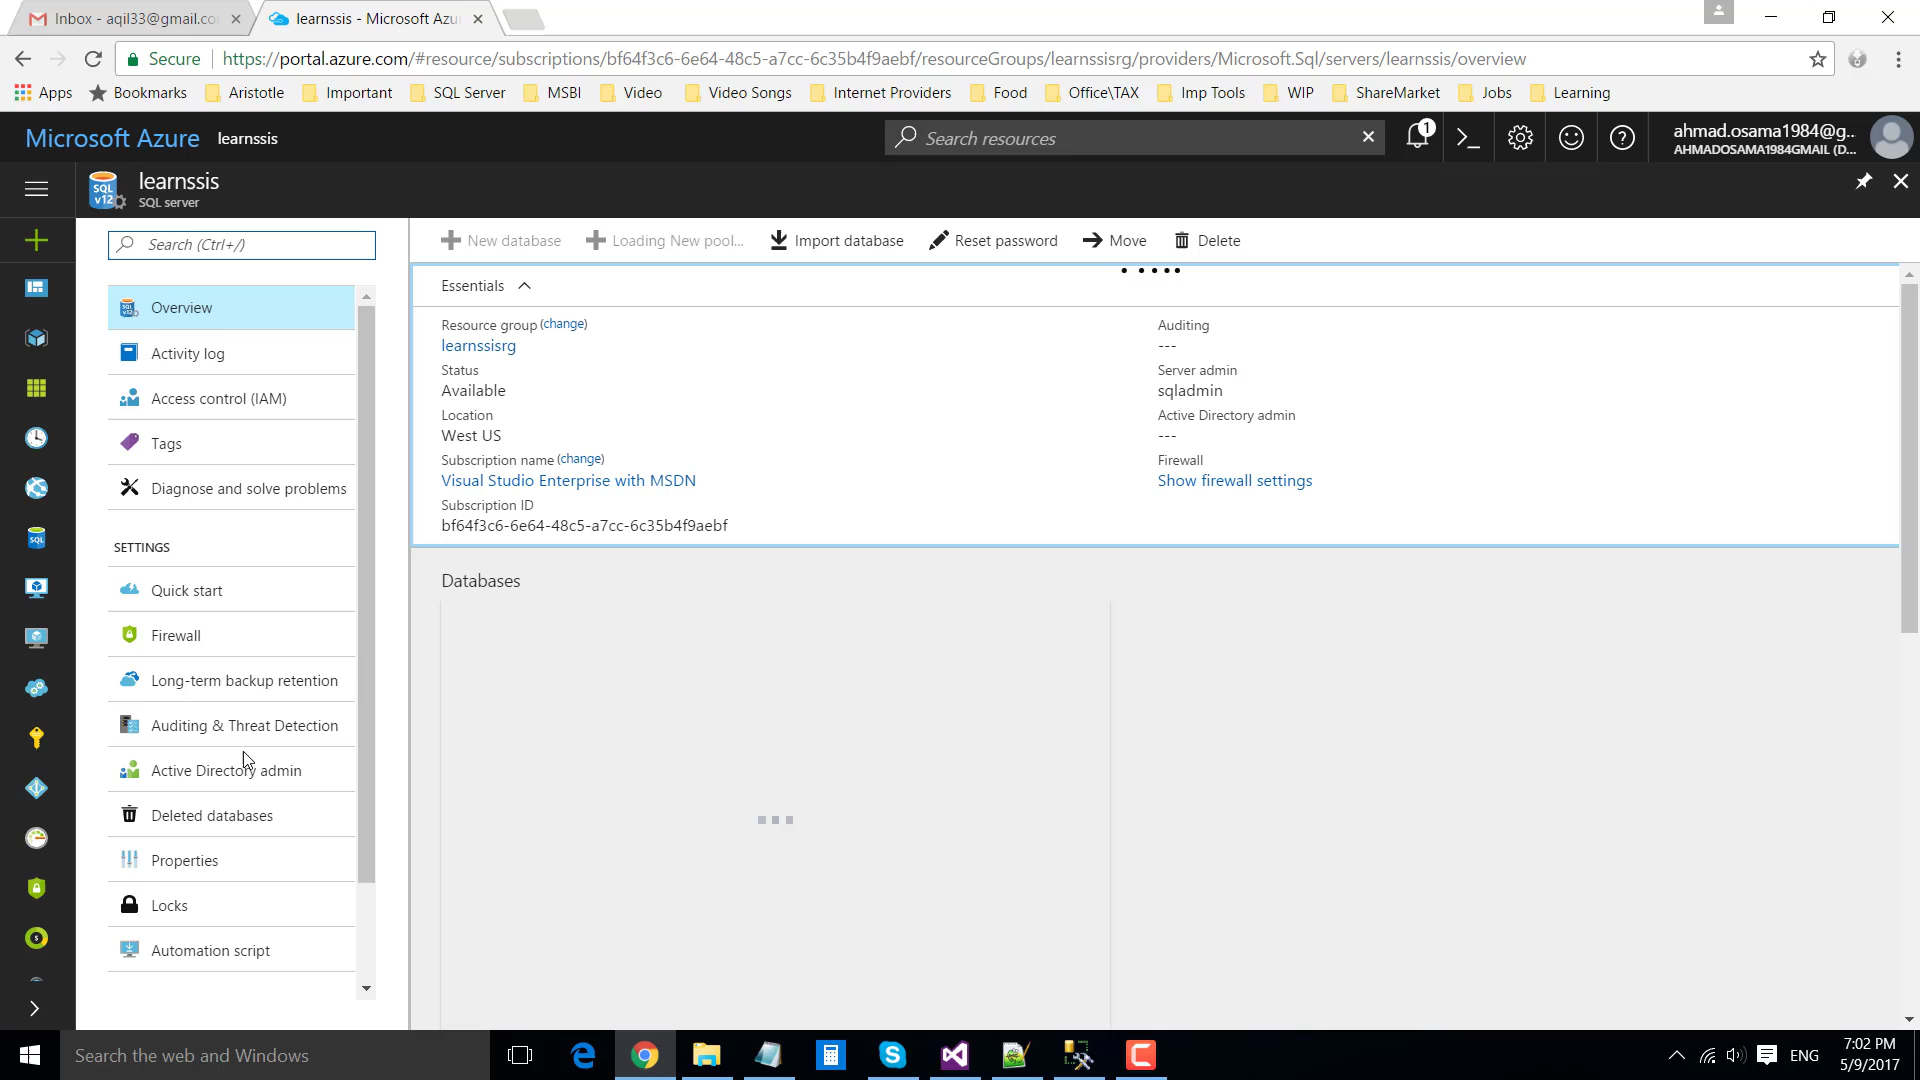 Inbox - aqil33@gmail.co
learnssis - Microsoft Azu
Secure
https://portal.azure.com/#resource/subscriptions/bf64f3c6-6e64-48c5-a7cc-6c35b4f9aebf/resourceGroups/learnssisrg/providers/Microsoft.Sql/servers/learnssis/overview
Apps Bookmarks Aristotle Important SQL Server MSBI Video Video Songs Internet Providers Food Office\TAX Imp Tools WIP ShareMarket Jobs Learning
Microsoft Azure learnssis
Search resources
1
ahmad.osama1984@g...
AHMADOSAMA1984GMAIL (D...
SQL
v12
learnssis
SQL server
Search (Ctrl+/)
New database Loading New pool... Import database Reset password Move Delete
Overview
Activity log
Access control (IAM)
Tags
Diagnose and solve problems
SETTINGS
Quick start
Firewall
Long-term backup retention
Auditing & Threat Detection
Active Directory admin
Deleted databases
Properties
Locks
Automation script
Essentials
Resource group (change)
learnssisrg
Status
Available
Location
West US
Subscription name (change)
Visual Studio Enterprise with MSDN
Subscription ID
bf64f3c6-6e64-48c5-a7cc-6c35b4f9aebf
Auditing
---
Server admin
sqladmin
Active Directory admin
---
Firewall
Show firewall settings
Databases
SQL
Search the web and Windows
ENG
7:02 PM
5/9/2017